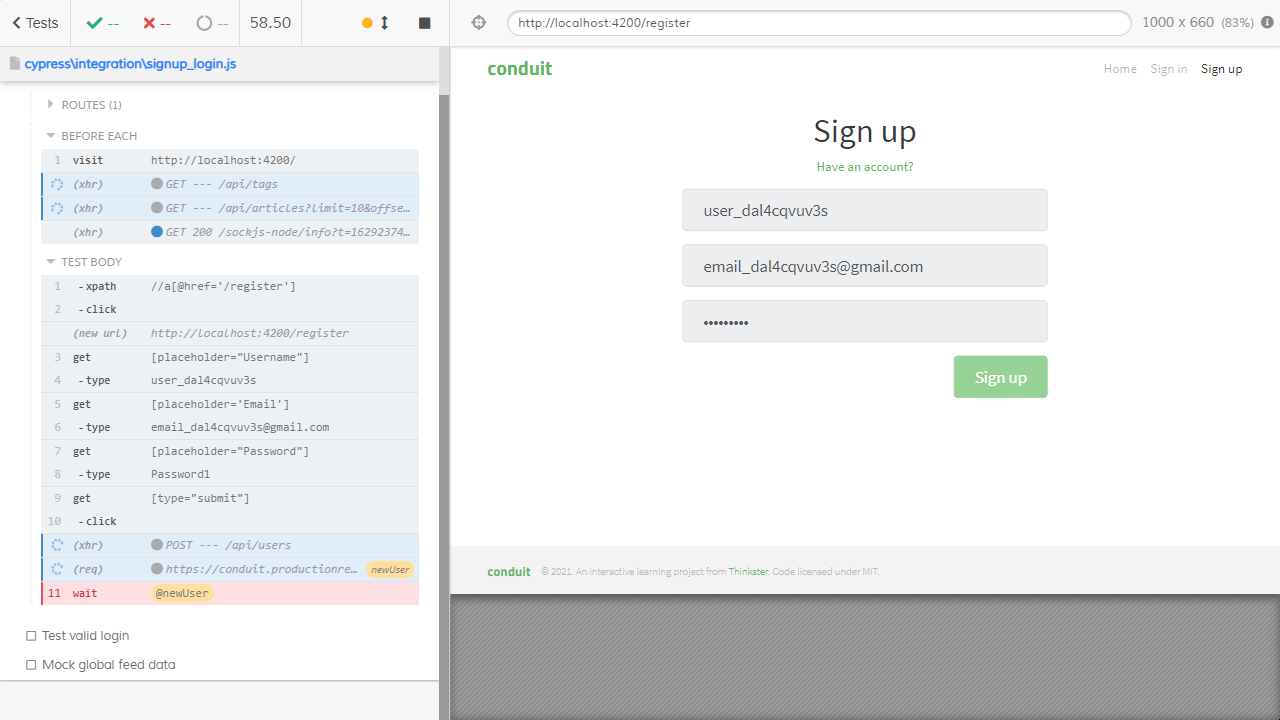 Tests
--
--
--
58.50
http://localhost:4200/register
1000 x 660 (83%)
cypress\integration\signup_login.js
ROUTES (1)
BEFORE EACH
1 visit http://localhost:4200/
(xhr) GET --- /api/tags
(xhr) GET --- /api/articles?limit=10&offse…
(xhr) GET 200 /sockjs-node/info?t=16292374…
TEST BODY
1 -xpath //a[@href='/register']
2 -click
(new url) http://localhost:4200/register
3 get [placeholder="Username"]
4 -type user_dal4cqvuv3s
5 get [placeholder='Email']
6 -type email_dal4cqvuv3s@gmail.com
7 get [placeholder="Password"]
8 -type Password1
9 get [type="submit"]
10 -click
(xhr) POST --- /api/users
(req) https://conduit.productionre… newUser
11 wait @newUser
Test valid login
Mock global feed data
conduit
Home Sign in Sign up
Sign up
Have an account?
user_dal4cqvuv3s
email_dal4cqvuv3s@gmail.com
•••••••••
Sign up
conduit © 2021. An interactive learning project from Thinkster. Code licensed under MIT.